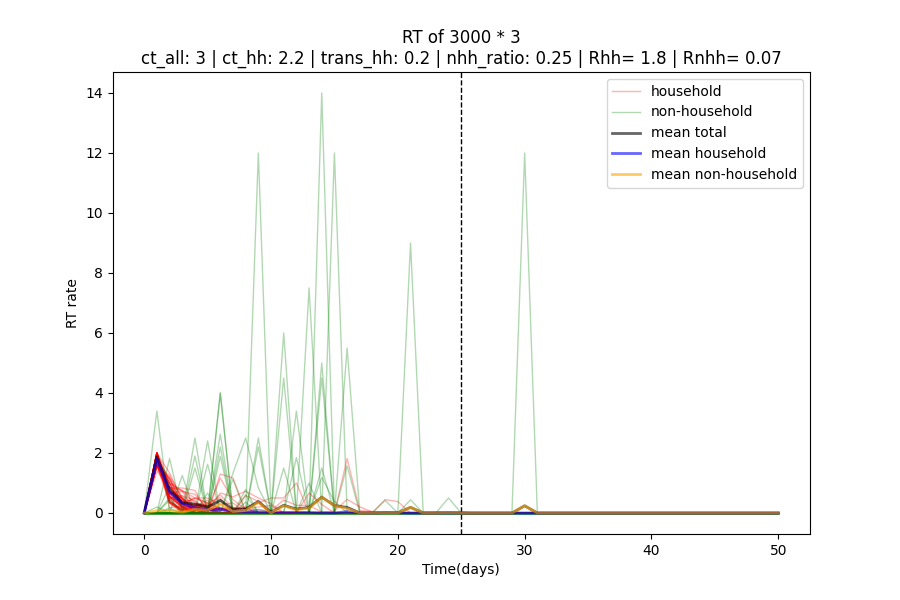 RT of 3000 * 3
ct_all: 3 | ct_hh: 2.2 | trans_hh: 0.2 | nhh_ratio: 0.25 | Rhh= 1.8 | Rnhh= 0.07
household
non-household
mean total
mean household
mean non-household
14
12
10
8
6
4
2
0
RT rate
0 10 20 30 40 50
Time(days)